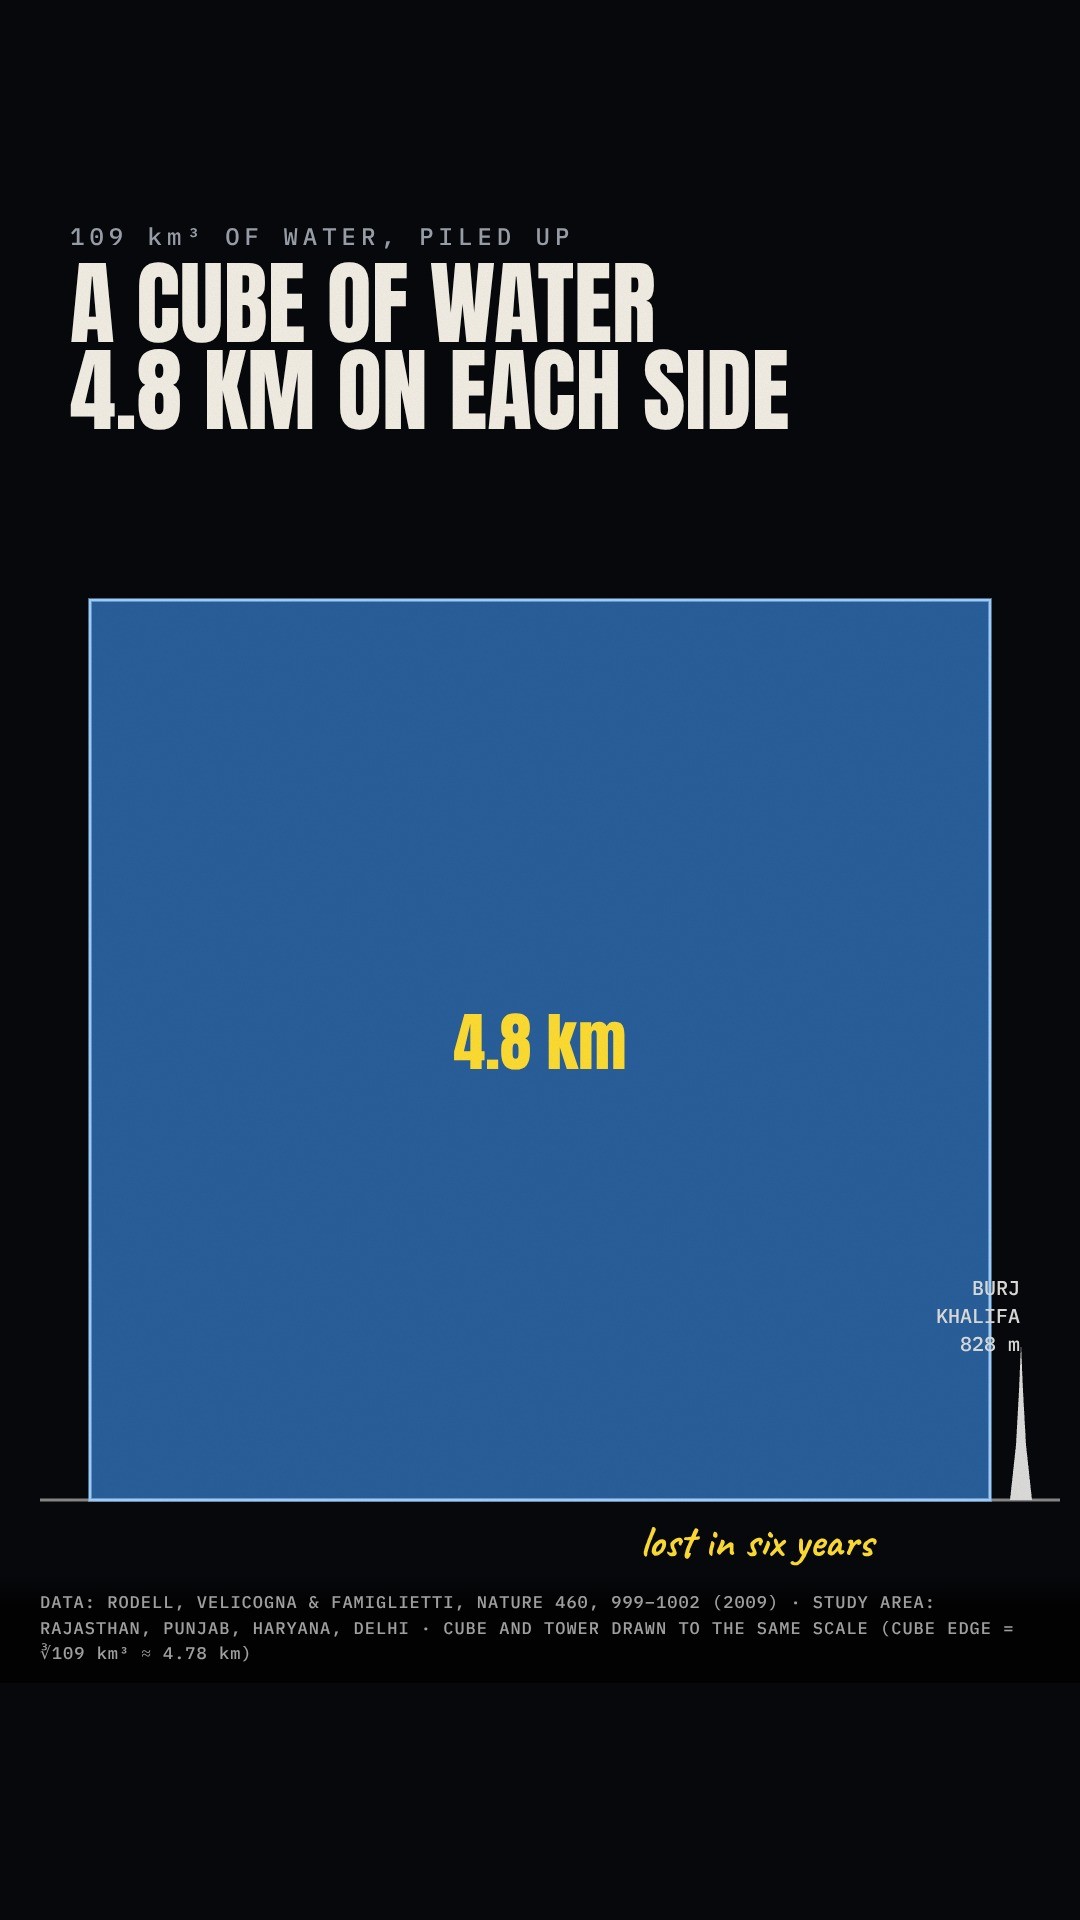 109 km³ OF WATER, PILED UP
A CUBE OF WATER
4.8 KM ON EACH SIDE
4.8 km
BURJ
KHALIFA
828 m
lost in six years
DATA: RODELL, VELICOGNA & FAMIGLIETTI, NATURE 460, 999–1002 (2009) · STUDY AREA:
RAJASTHAN, PUNJAB, HARYANA, DELHI · CUBE AND TOWER DRAWN TO THE SAME SCALE (CUBE EDGE =
∛109 km³ ≈ 4.78 km)